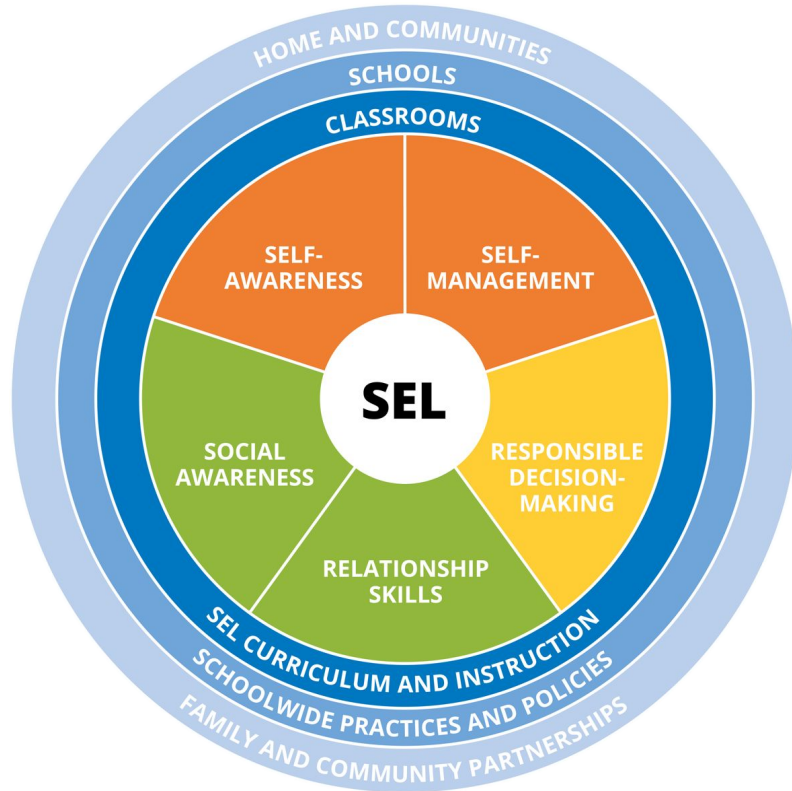 HOME AND COMMUNITIES
SCHOOLS
CLASSROOMS
SELF-
AWARENESS
SELF-
MANAGEMENT
SEL
SOCIAL
AWARENESS
RESPONSIBLE
DECISION-
MAKING
RELATIONSHIP
SKILLS
SEL CURRICULUM AND INSTRUCTION
SCHOOLWIDE PRACTICES AND POLICIES
FAMILY AND COMMUNITY PARTNERSHIPS